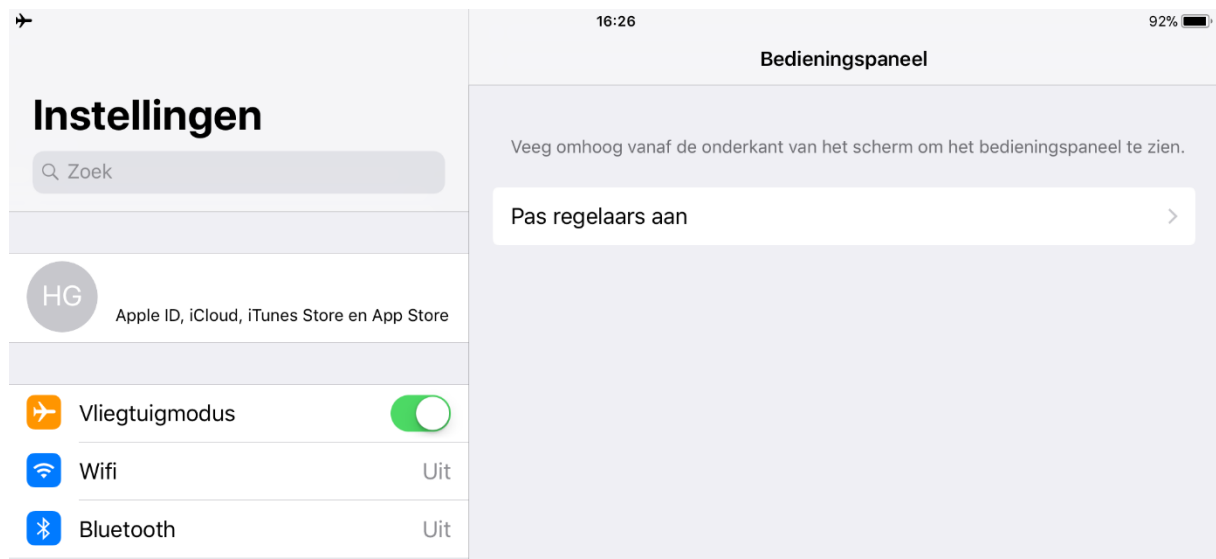 16:26
92%
Instellingen
Zoek
HG
Apple ID, iCloud, iTunes Store en App Store
Vliegtuigmodus
Wifi Uit
Bluetooth Uit
Bedieningspaneel
Veeg omhoog vanaf de onderkant van het scherm om het bedieningspaneel te zien.
Pas regelaars aan